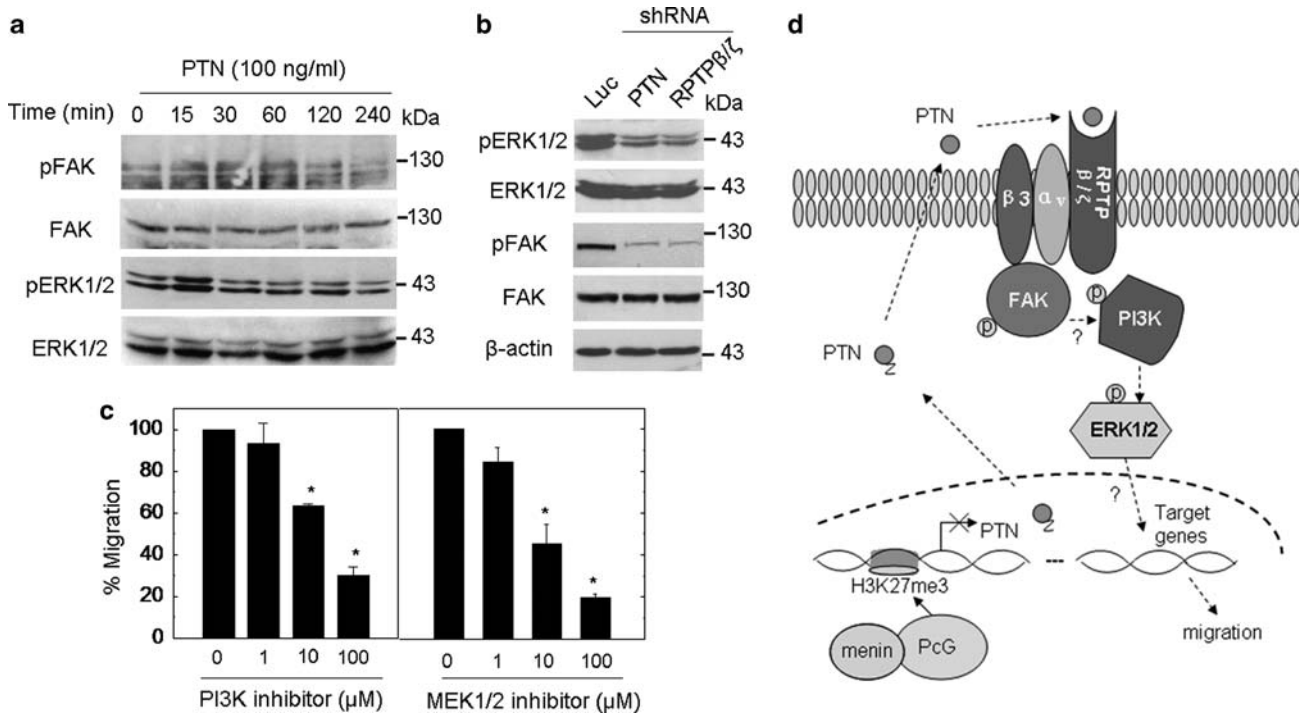 a
PTN (100 ng/ml)
Time (min) 0 15 30 60 120 240 kDa
pFAK -130
FAK -130
pERK1/2 -43
ERK1/2 -43
b
shRNA
Luc PTN RPTPβ/ζ kDa
pERK1/2 -43
ERK1/2 -43
pFAK -130
FAK -130
β-actin -43
c
% Migration
100
80
60
40
20
0
0 1 10 100
PI3K inhibitor (µM)
* *
0 1 10 100
MEK1/2 inhibitor (µM)
* *
d
PTN
RPTP
β/ζ
β3 αv
FAK
p
?
p
PI3K
PTN
p
ERK1/2
?
PTN
Target
genes
H3K27me3
menin PcG
migration